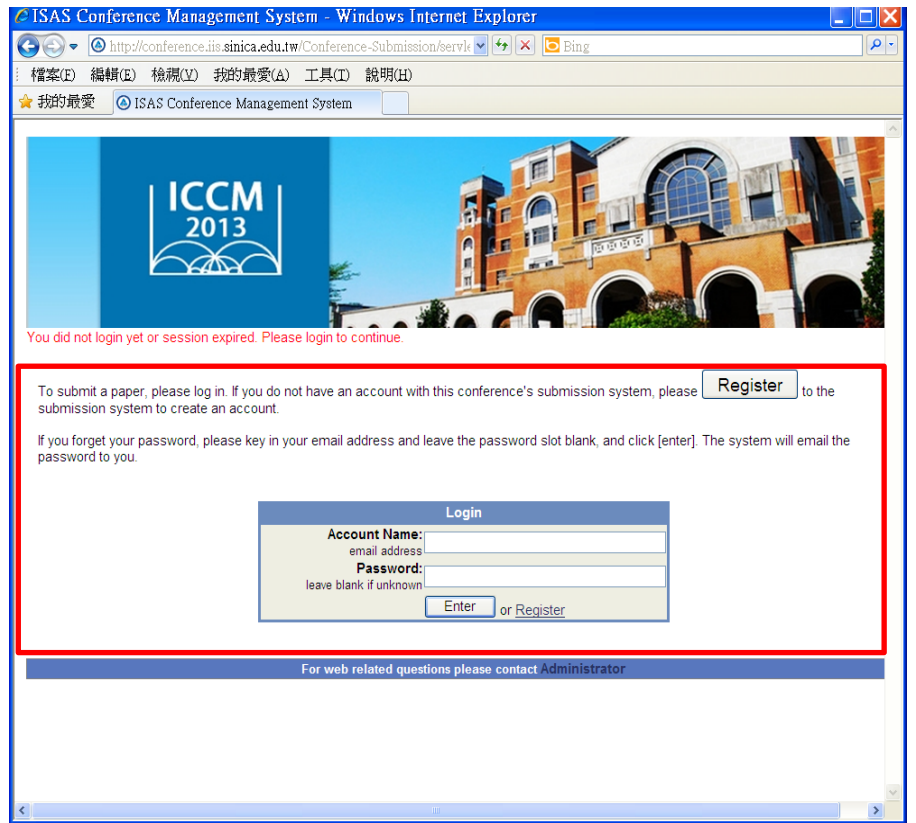 ISAS Conference Management System - Windows Internet Explorer
http://conference.iis.sinica.edu.tw/Conference-Submission/servle
Bing
檔案(F) 編輯(E) 檢視(V) 我的最愛(A) 工具(T) 說明(H)
我的最愛 ISAS Conference Management System
ICCM
2013
You did not login yet or session expired. Please login to continue.
To submit a paper, please log in. If you do not have an account with this conference's submission system, please Register to the
submission system to create an account.
If you forget your password, please key in your email address and leave the password slot blank, and click [enter]. The system will email the
password to you.
Login
Account Name:
email address
Password:
leave blank if unknown
Enter or Register
For web related questions please contact Administrator